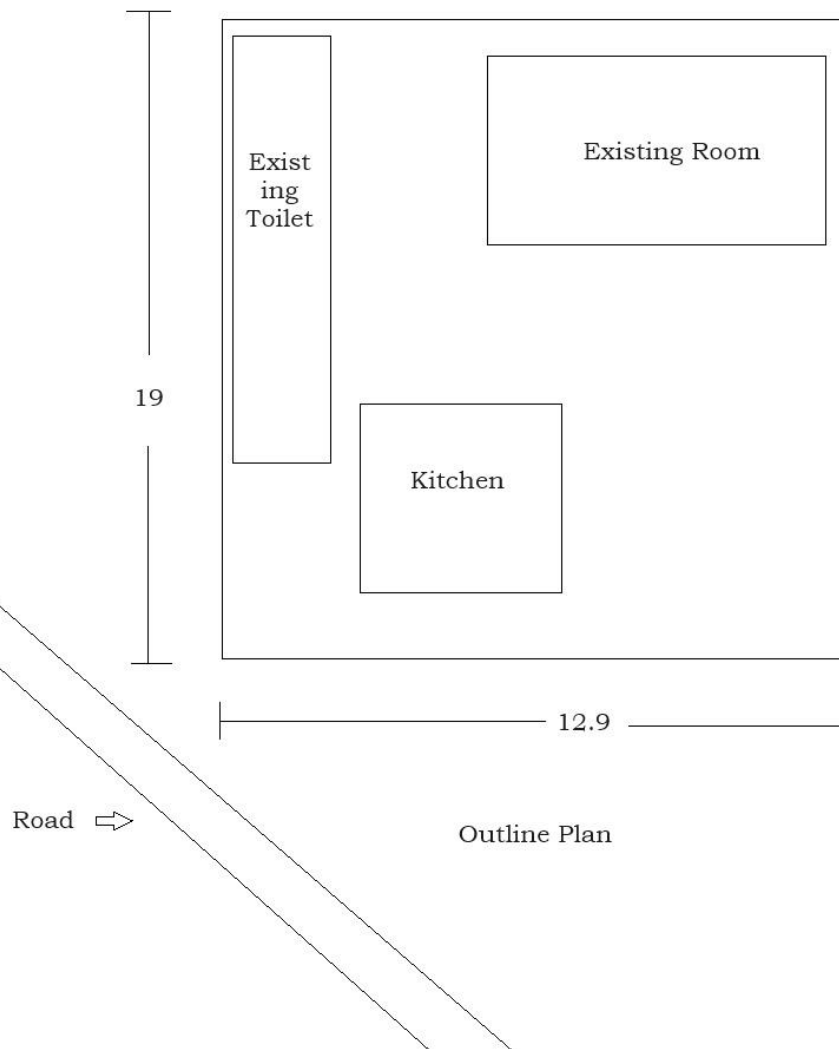 Exist
ing
Toilet
Existing Room
19
Kitchen
12.9
Road
Outline Plan